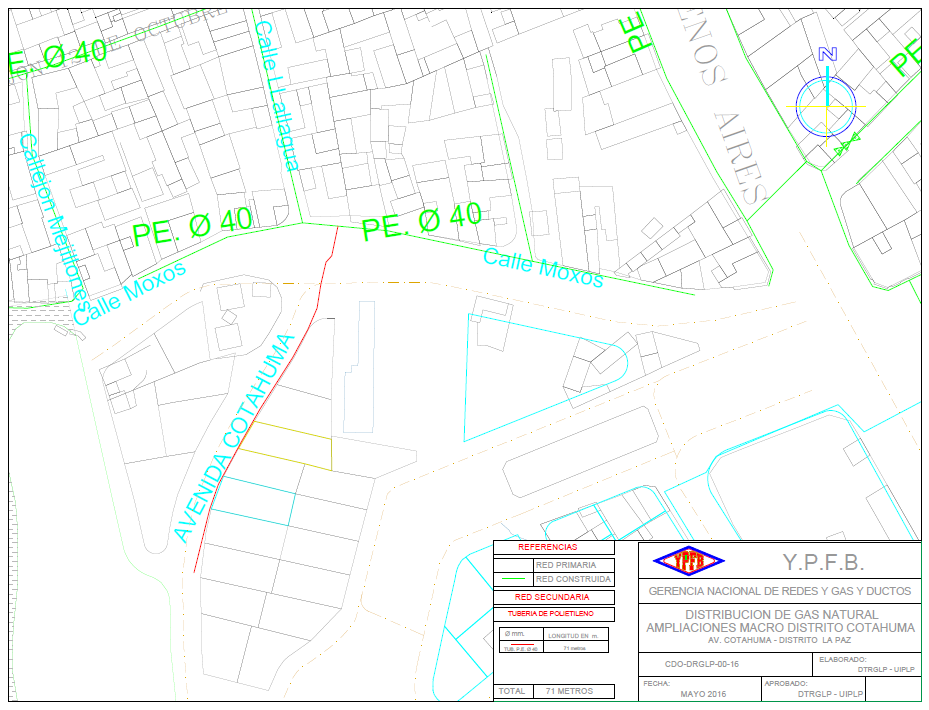 PE. Ø 40
DE OCTUBRE
Calle LLallagua
PE
ENOS AIRES
N
PE
Callejon Mejillones
PE. Ø 40
PE. Ø 40
Calle Moxos
Calle Moxos
AVENIDA COTAHUMA
REFERENCIAS
RED PRIMARIA
RED CONSTRUIDA
RED SECUNDARIA
TUBERIA DE POLIETILENO
Ø mm. LONGITUD EN m.
TUB. P.E. Ø 40 71 metros
TOTAL 71 METROS
YPFB
Y.P.F.B.
GERENCIA NACIONAL DE REDES Y GAS Y DUCTOS
DISTRIBUCION DE GAS NATURAL
AMPLIACIONES MACRO DISTRITO COTAHUMA
AV. COTAHUMA - DISTRITO LA PAZ
CDO-DRGLP-00-16
ELABORADO:
DTRGLP - UIPLP
FECHA:
MAYO 2016
APROBADO:
DTRGLP - UIPLP